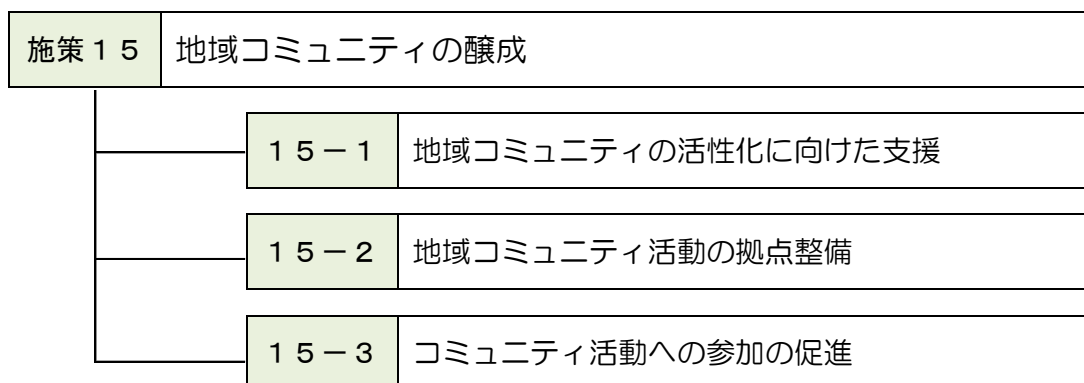 施策１５ 地域コミュニティの醸成
１５－１ 地域コミュニティの活性化に向けた支援
１５－２ 地域コミュニティ活動の拠点整備
１５－３ コミュニティ活動への参加の促進